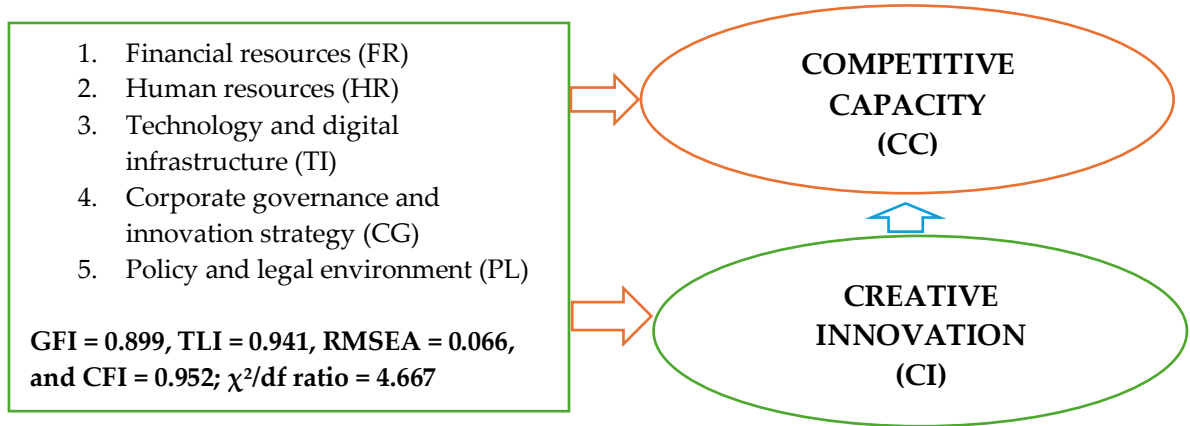 1. Financial resources (FR)
2. Human resources (HR)
3. Technology and digital
infrastructure (TI)
4. Corporate governance and
innovation strategy (CG)
5. Policy and legal environment (PL)
GFI = 0.899, TLI = 0.941, RMSEA = 0.066,
and CFI = 0.952; χ²/df ratio = 4.667
COMPETITIVE
CAPACITY
(CC)
CREATIVE
INNOVATION
(CI)